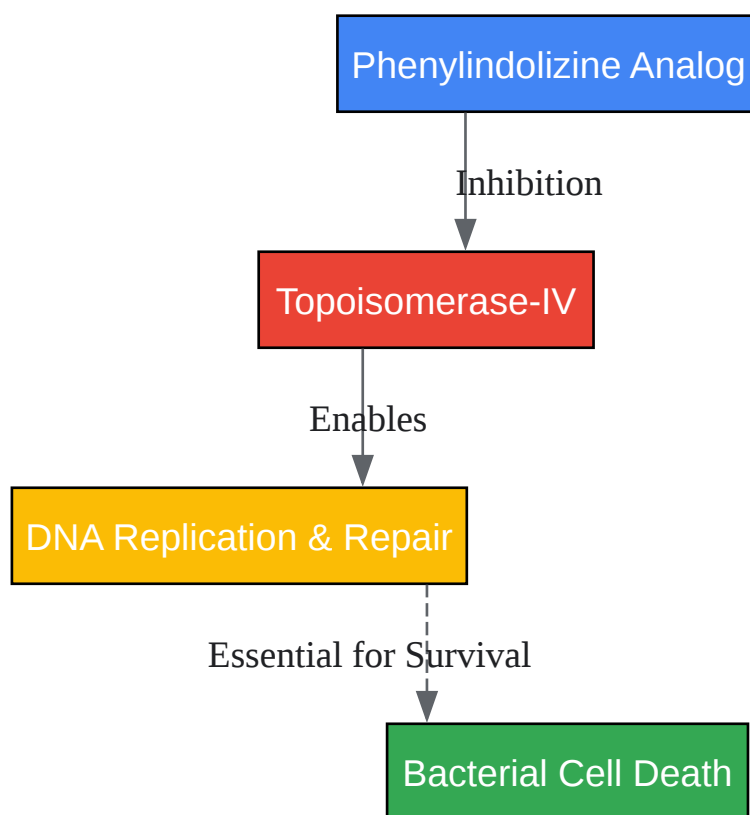 Phenylindolizine Analog
Inhibition
Topoisomerase-IV
Enables
DNA Replication & Repair
Essential for Survival
Bacterial Cell Death